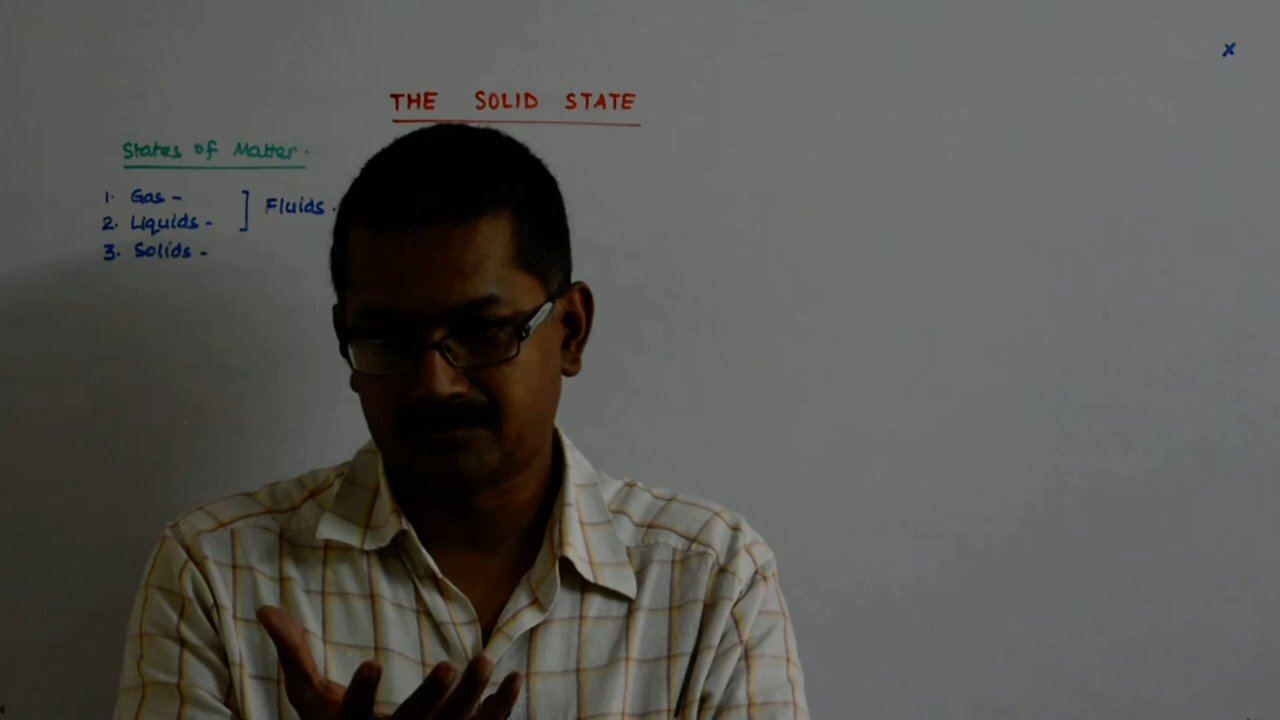 THE SOLID STATE
States of Matter.
1. Gas -
2. Liquids - ] Fluids.
3. Solids -
x